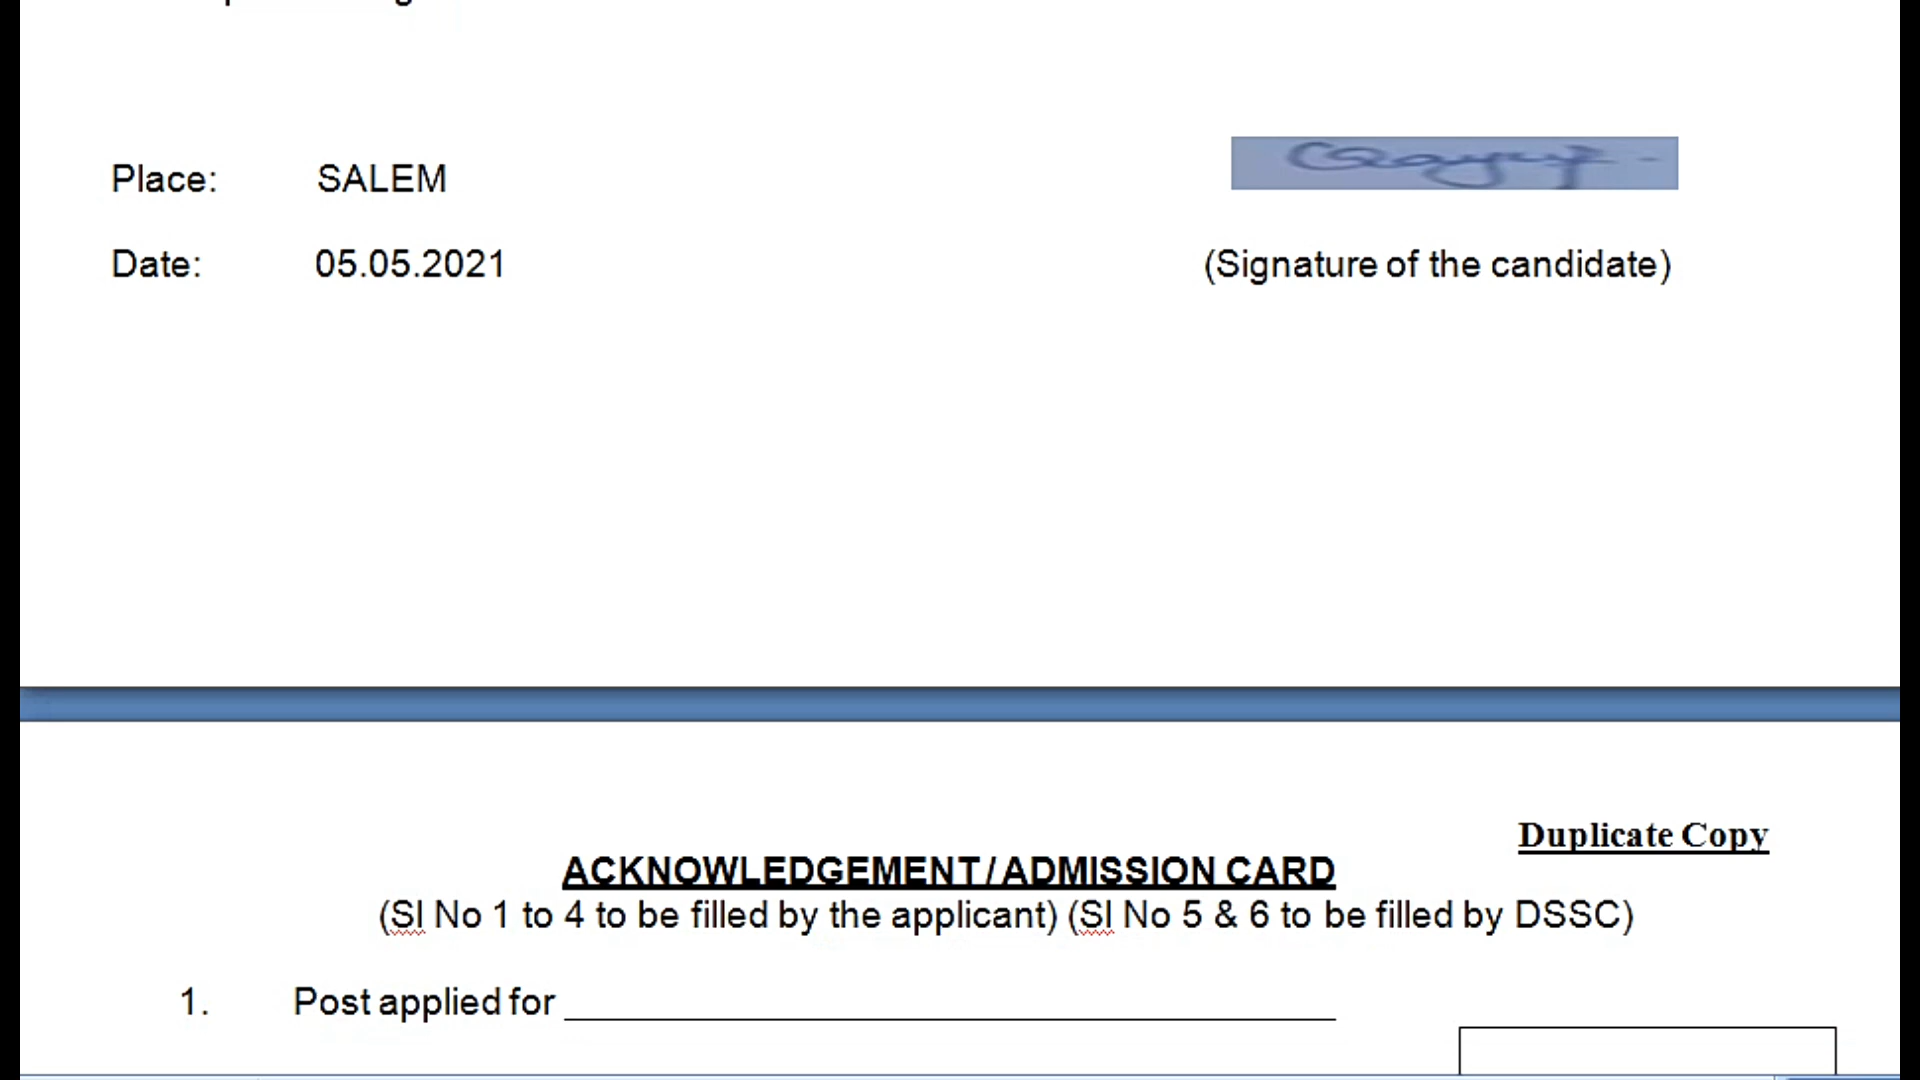 Place: SALEM
Date: 05.05.2021 (Signature of the candidate)
Duplicate Copy
ACKNOWLEDGEMENT / ADMISSION CARD
(Sl No 1 to 4 to be filled by the applicant) (Sl No 5 & 6 to be filled by DSSC)
1. Post applied for